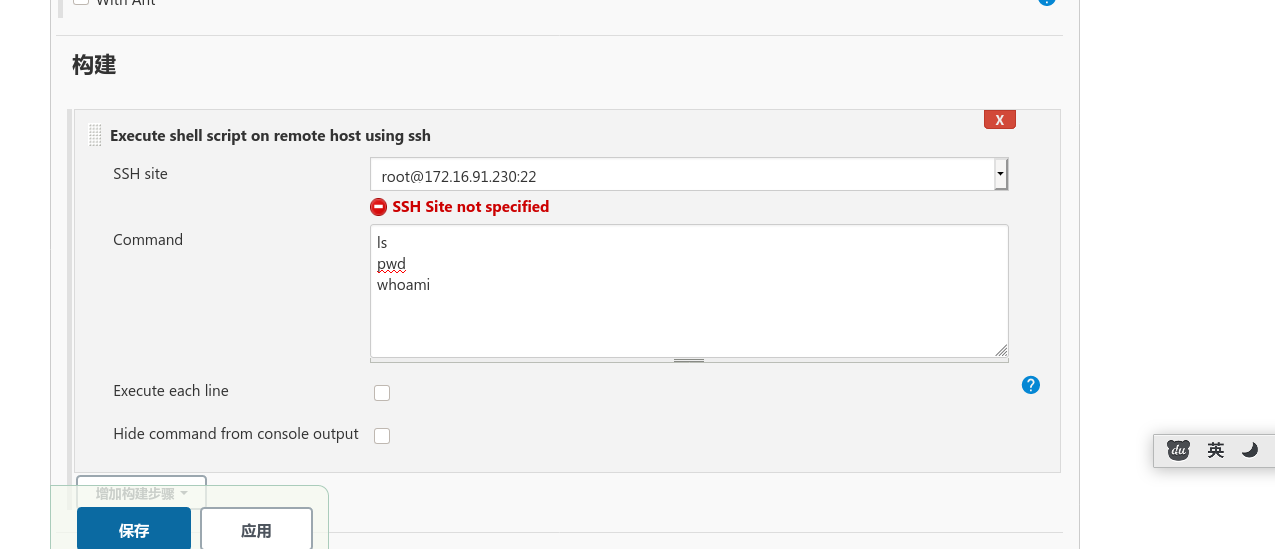 With Ant
构建
Execute shell script on remote host using ssh
X
SSH site
root@172.16.91.230:22
SSH Site not specified
Command
ls
pwd
whoami
Execute each line
?
Hide command from console output
du 英
增加构建步骤
保存
应用